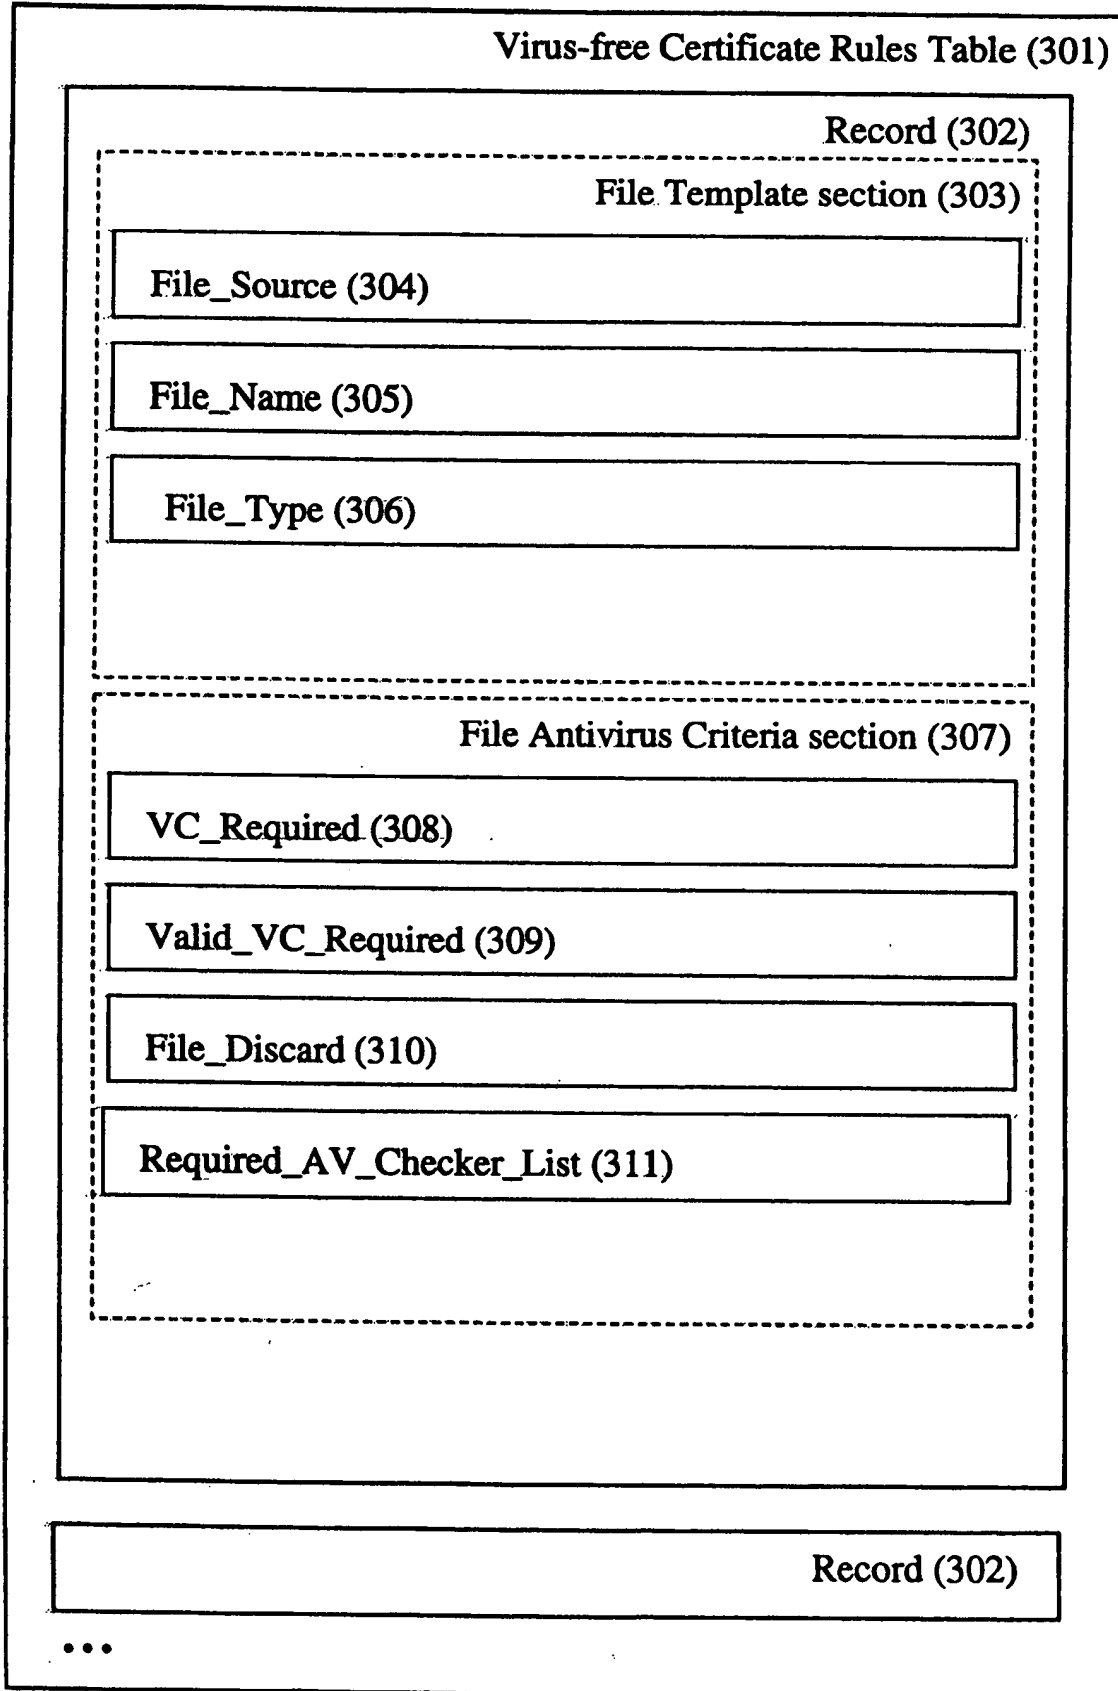 Virus-free Certificate Rules Table (301)
Record (302)
File Template section (303)
File_Source (304)
File_Name (305)
File_Type (306)
File Antivirus Criteria section (307)
VC_Required (308)
Valid_VC_Required (309)
File_Discard (310)
Required_AV_Checker_List (311)
Record (302)
•••